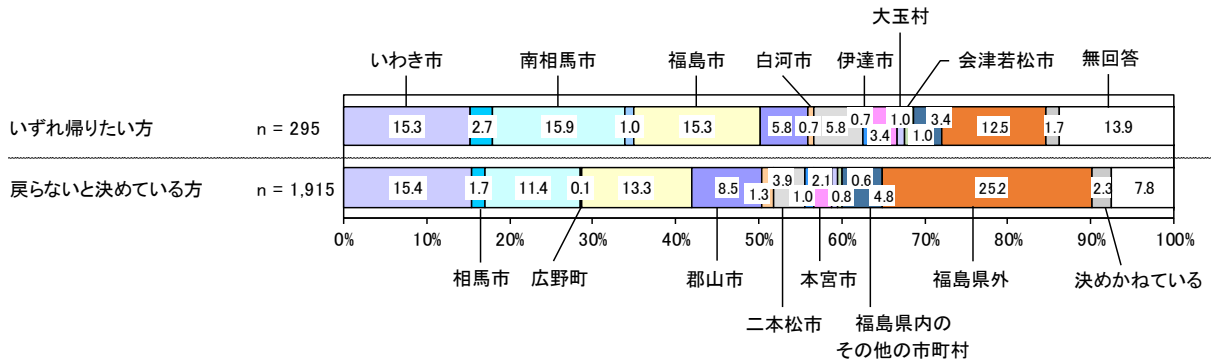 大玉村
いわき市 南相馬市 福島市 白河市 伊達市 会津若松市 無回答
いずれ帰りたい方 n = 295 15.3 2.7 15.9 1.0 15.3 5.8 0.7 5.8 0.7 3.4 1.0 1.0 3.4 12.5 1.7 13.9
戻らないと決めている方 n = 1,915 15.4 1.7 11.4 0.1 13.3 8.5 1.3 3.9 1.0 2.1 0.8 0.6 4.8 25.2 2.3 7.8
0% 10% 20% 30% 40% 50% 60% 70% 80% 90% 100%
相馬市 広野町 郡山市 本宮市 福島県外 決めかねている
二本松市 福島県内の
その他の市町村